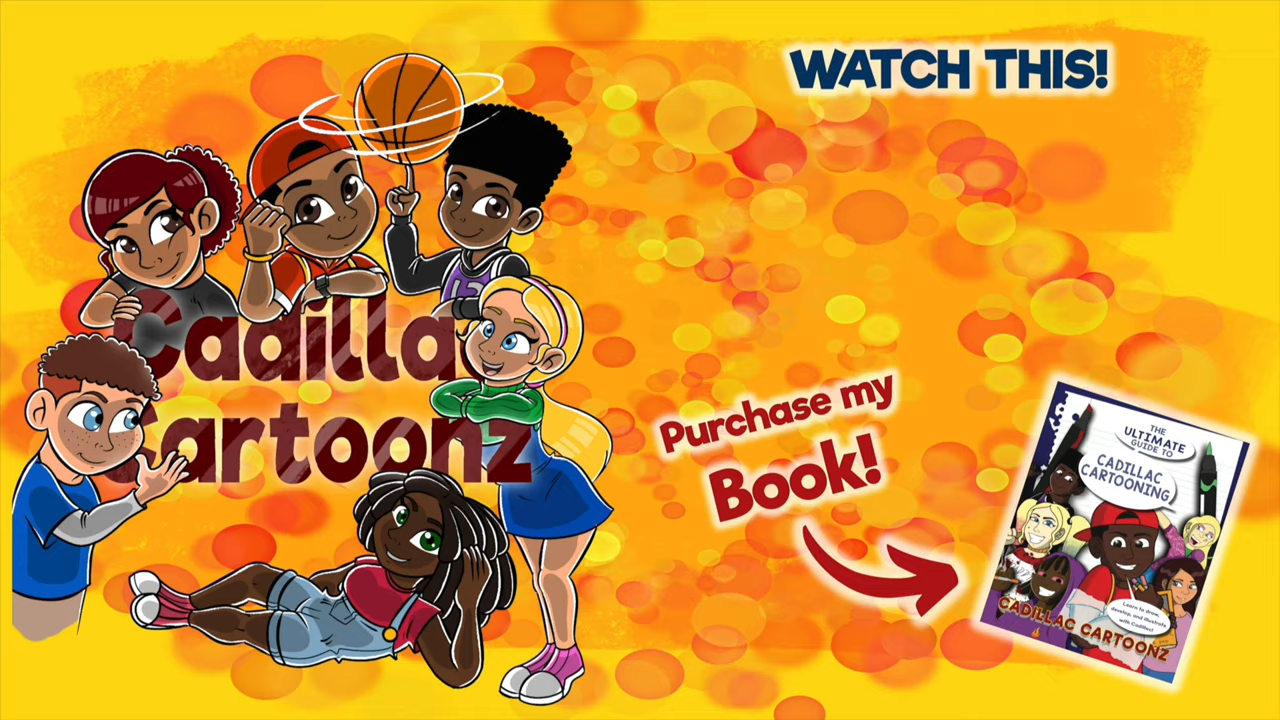 WATCH THIS!
Cadillac
Cartoonz
Purchase my
Book!
THE
ULTIMATE
GUIDE TO
CADILLAC
CARTOONING
Learn to draw,
develop, and illustrate
with Cadillac!
CADILLAC CARTOONZ